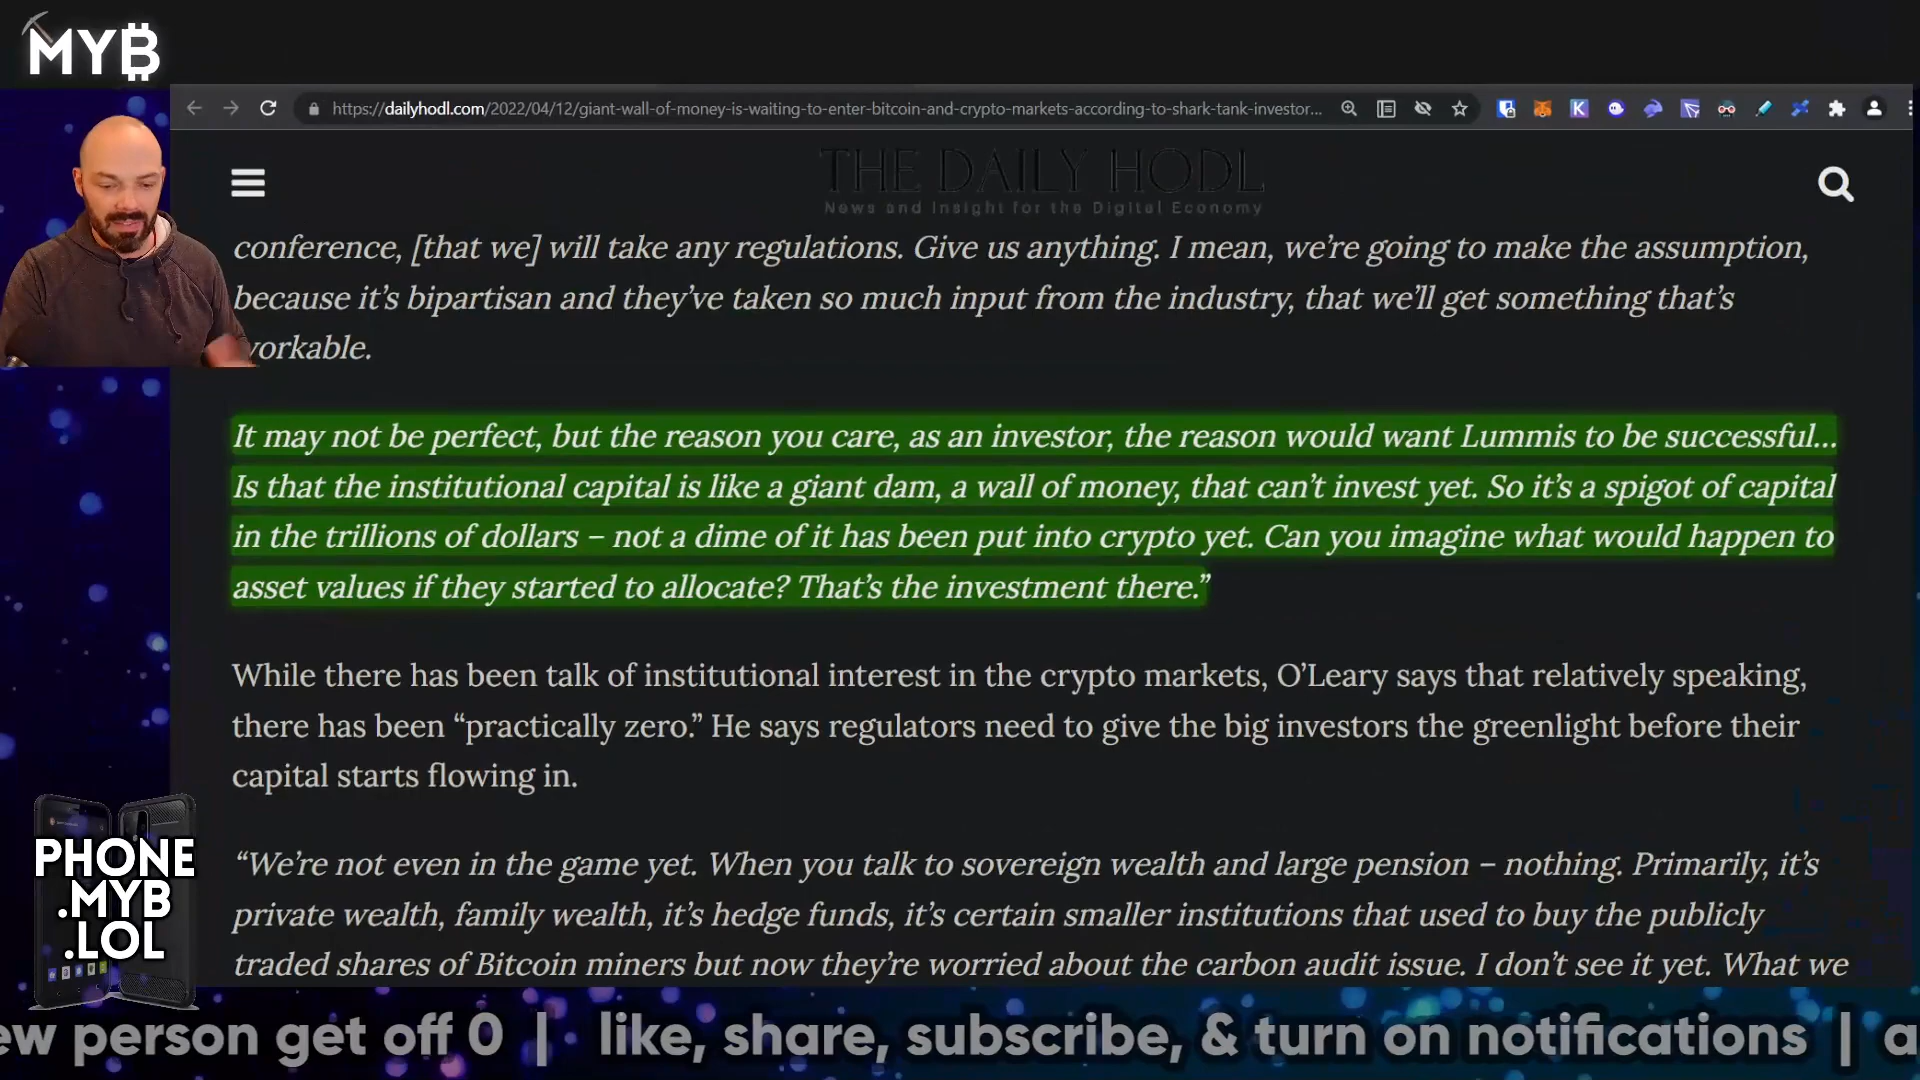 MYB
https://dailyhodl.com/2022/04/12/giant-wall-of-money-is-waiting-to-enter-bitcoin-and-crypto-markets-according-to-shark-tank-investor...
THE DAILY HODL
News and Insight for the Digital Economy
conference, [that we] will take any regulations. Give us anything. I mean, we’re going to make the assumption,
because it’s bipartisan and they’ve taken so much input from the industry, that we’ll get something that’s
workable.
It may not be perfect, but the reason you care, as an investor, the reason would want Lummis to be successful…
Is that the institutional capital is like a giant dam, a wall of money, that can’t invest yet. So it’s a spigot of capital
in the trillions of dollars – not a dime of it has been put into crypto yet. Can you imagine what would happen to
asset values if they started to allocate? That’s the investment there.”
While there has been talk of institutional interest in the crypto markets, O’Leary says that relatively speaking,
there has been “practically zero.” He says regulators need to give the big investors the greenlight before their
capital starts flowing in.
“We’re not even in the game yet. When you talk to sovereign wealth and large pension – nothing. Primarily, it’s
private wealth, family wealth, it’s hedge funds, it’s certain smaller institutions that used to buy the publicly
traded shares of Bitcoin miners but now they’re worried about the carbon audit issue. I don’t see it yet. What we
PHONE
.MYB
.LOL
ew person get off 0 | like, share, subscribe, & turn on notifications | a